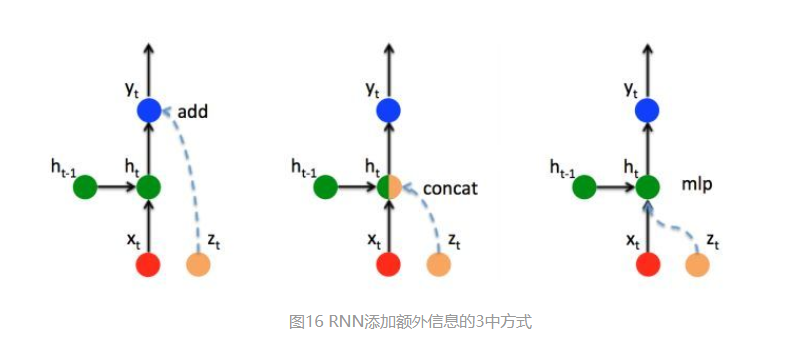 y_t
add
h_{t-1}
h_t
x_t
z_t
y_t
h_{t-1}
h_t
concat
x_t
z_t
y_t
h_{t-1}
h_t
mlp
x_t
z_t
图16 RNN添加额外信息的3中方式